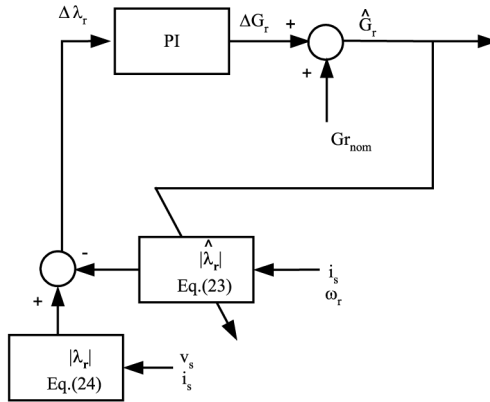 Δλr
PI
ΔGr
+
Ĝr
+
Grnom
-
|λ̂r|
Eq.(23)
is
ωr
+
|λr|
Eq.(24)
vs
is